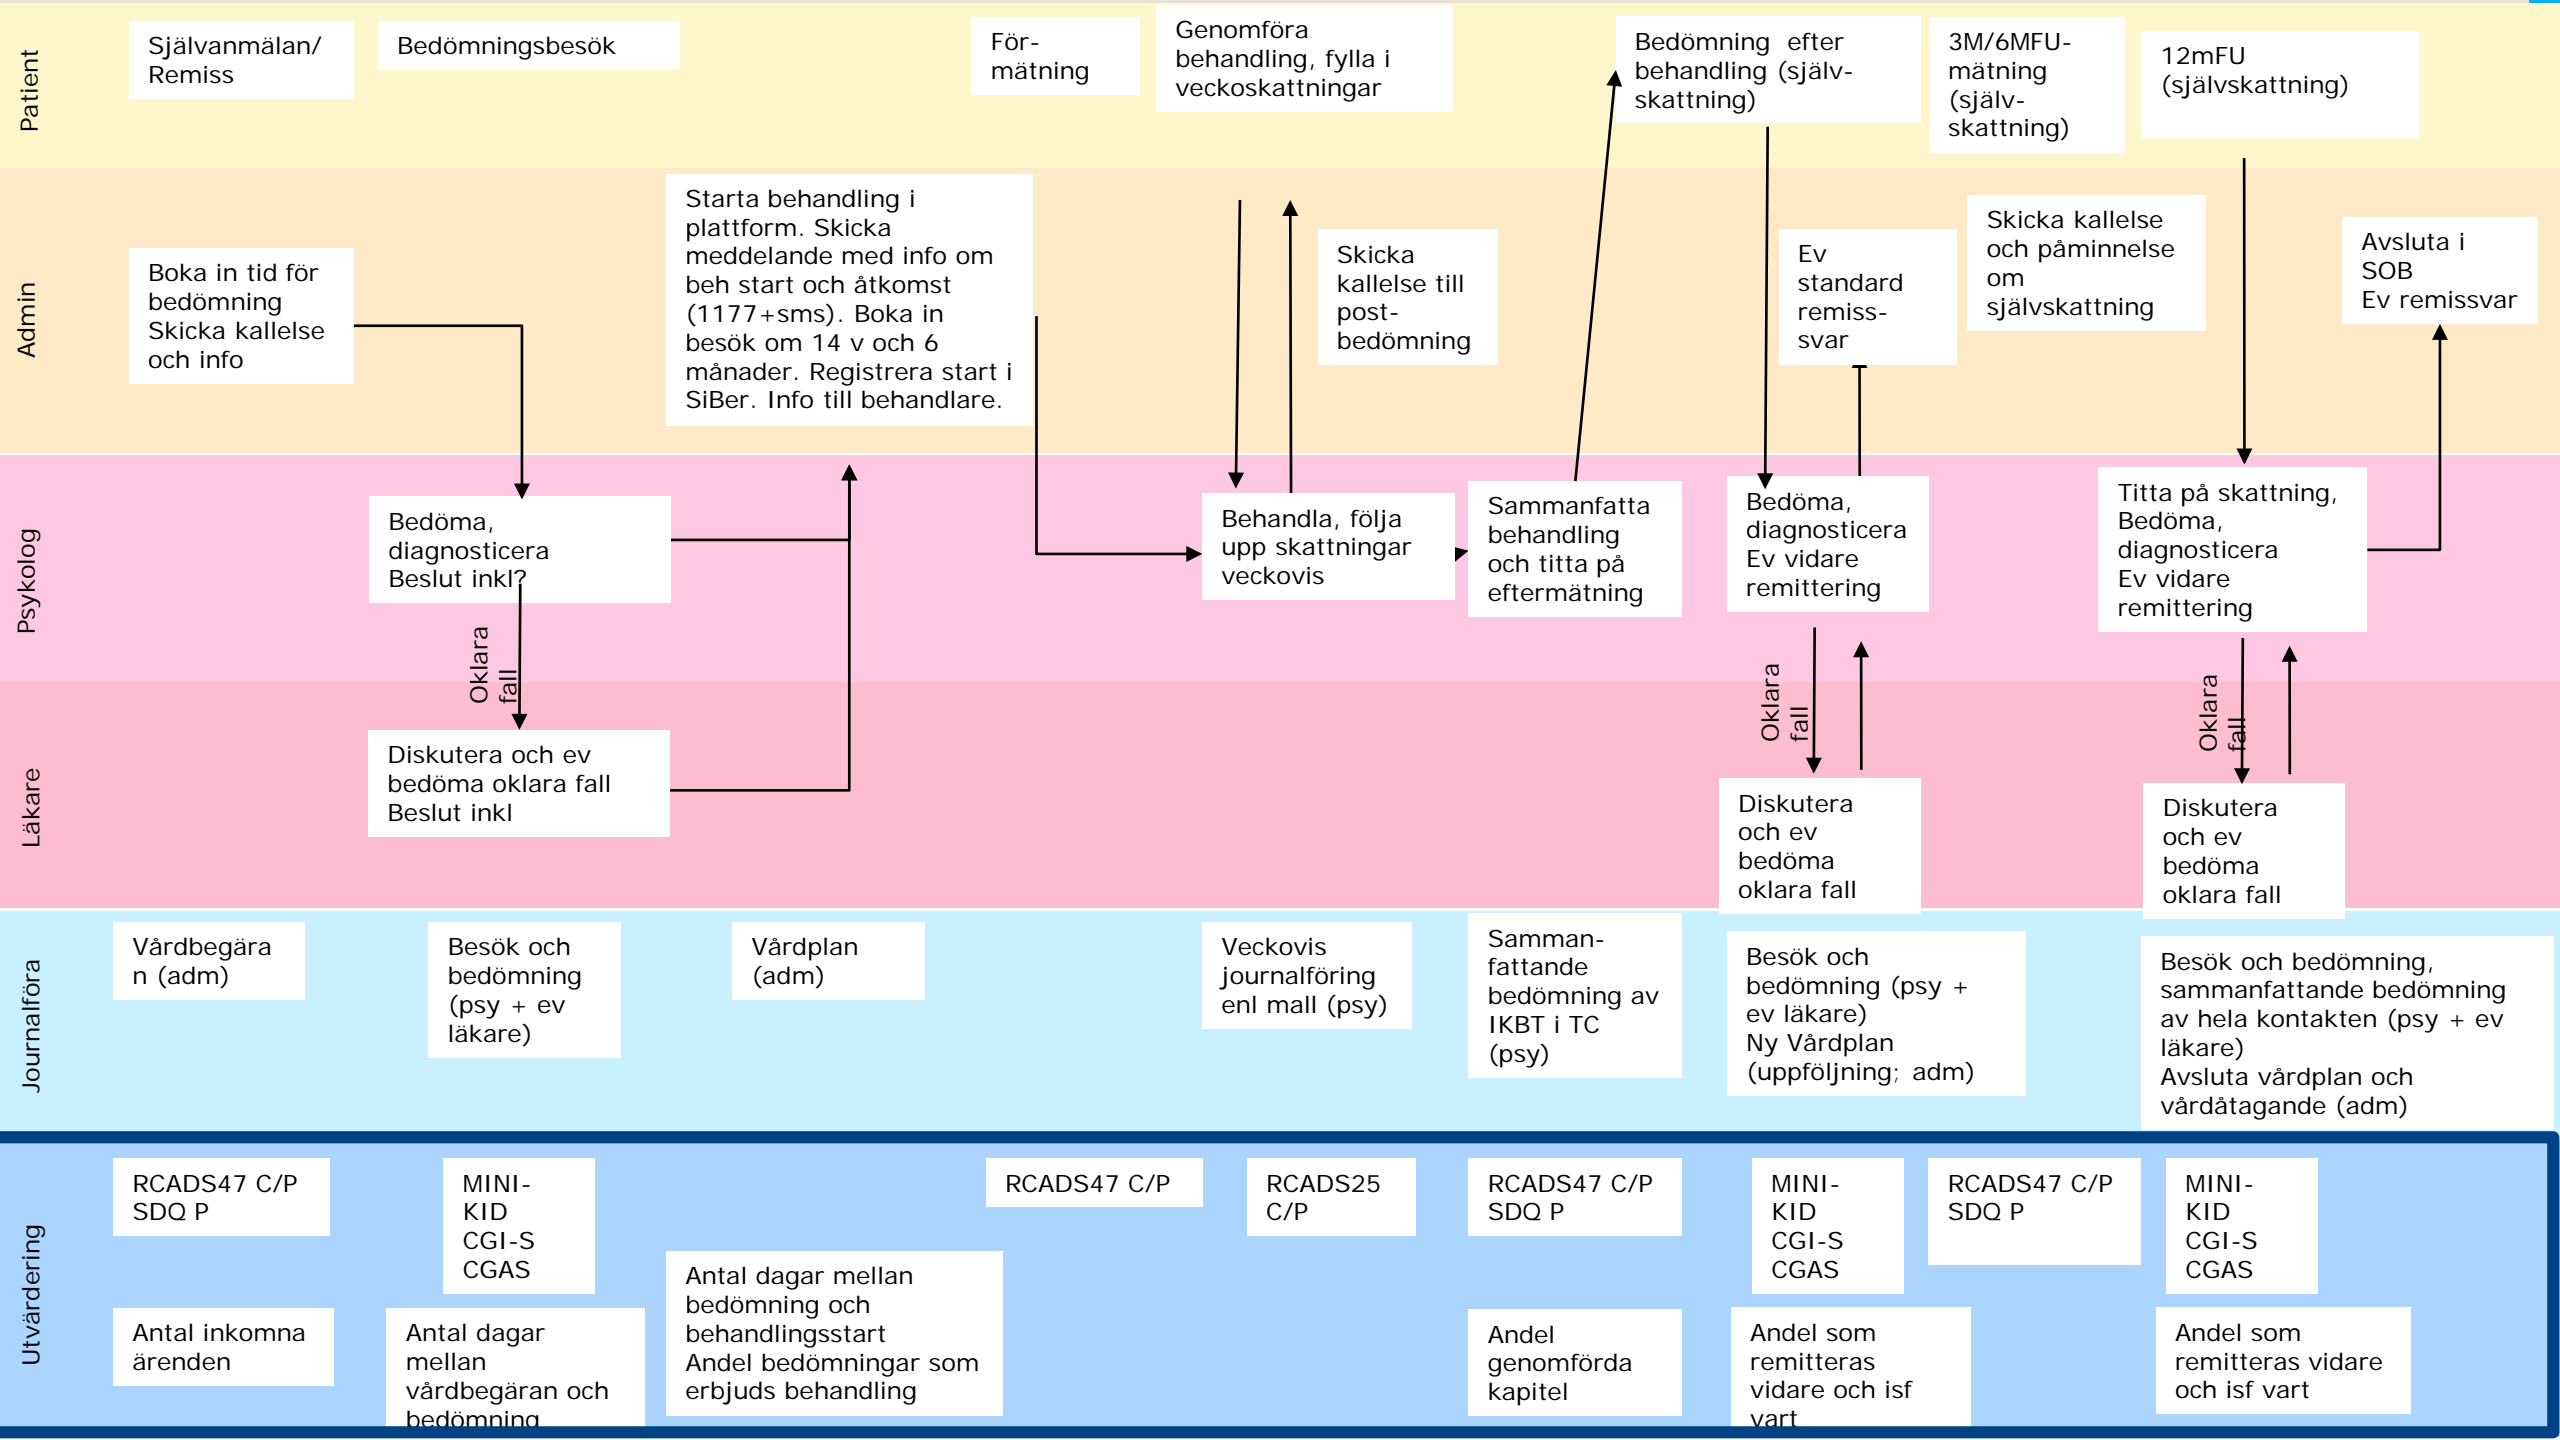 Patient
Självanmälan/
Remiss
Bedömningsbesök
För-
mätning
Genomföra
behandling, fylla i
veckoskattningar
Bedömning  efter
behandling (själv-
skattning)
3M/6MFU-
mätning
(själv-
skattning)
12mFU
(självskattning)
Admin
Boka in tid för
bedömning
Skicka kallelse
och info
Starta behandling i
plattform. Skicka
meddelande med info om
beh start och åtkomst
(1177+sms). Boka in
besök om 14 v och 6
månader. Registrera start i
SiBer. Info till behandlare.
Skicka
kallelse till
post-
bedömning
Ev
standard
remiss-
svar
Skicka kallelse
och påminnelse
om
självskattning
Avsluta i
SOB
Ev remissvar
Psykolog
Bedöma,
diagnosticera
Beslut inkl?
Behandla, följa
upp skattningar
veckovis
Sammanfatta
behandling
och titta på
eftermätning
Bedöma,
diagnosticera
Ev vidare
remittering
Titta på skattning,
Bedöma,
diagnosticera
Ev vidare
remittering
Oklara
fall
Oklara
fall
Oklara
fall
Läkare
Diskutera och ev
bedöma oklara fall
Beslut inkl
Diskutera
och ev
bedöma
oklara fall
Diskutera
och ev
bedöma
oklara fall
Journalföra
Vårdbegära
n (adm)
Besök och
bedömning
(psy + ev
läkare)
Vårdplan
(adm)
Veckovis
journalföring
enl mall (psy)
Samman-
fattande
bedömning av
IKBT i TC
(psy)
Besök och
bedömning (psy +
ev läkare)
Ny Vårdplan
(uppföljning; adm)
Besök och bedömning,
sammanfattande bedömning
av hela kontakten (psy + ev
läkare)
Avsluta vårdplan och
vårdåtagande (adm)
Utvärdering
RCADS47 C/P
SDQ P
MINI-
KID
CGI-S
CGAS
RCADS47 C/P
RCADS25
C/P
RCADS47 C/P
SDQ P
MINI-
KID
CGI-S
CGAS
RCADS47 C/P
SDQ P
MINI-
KID
CGI-S
CGAS
Antal inkomna
ärenden
Antal dagar
mellan
vårdbegäran och
bedömning
Antal dagar mellan
bedömning och
behandlingsstart
Andel bedömningar som
erbjuds behandling
Andel
genomförda
kapitel
Andel som
remitteras
vidare och isf
vart
Andel som
remitteras vidare
och isf vart